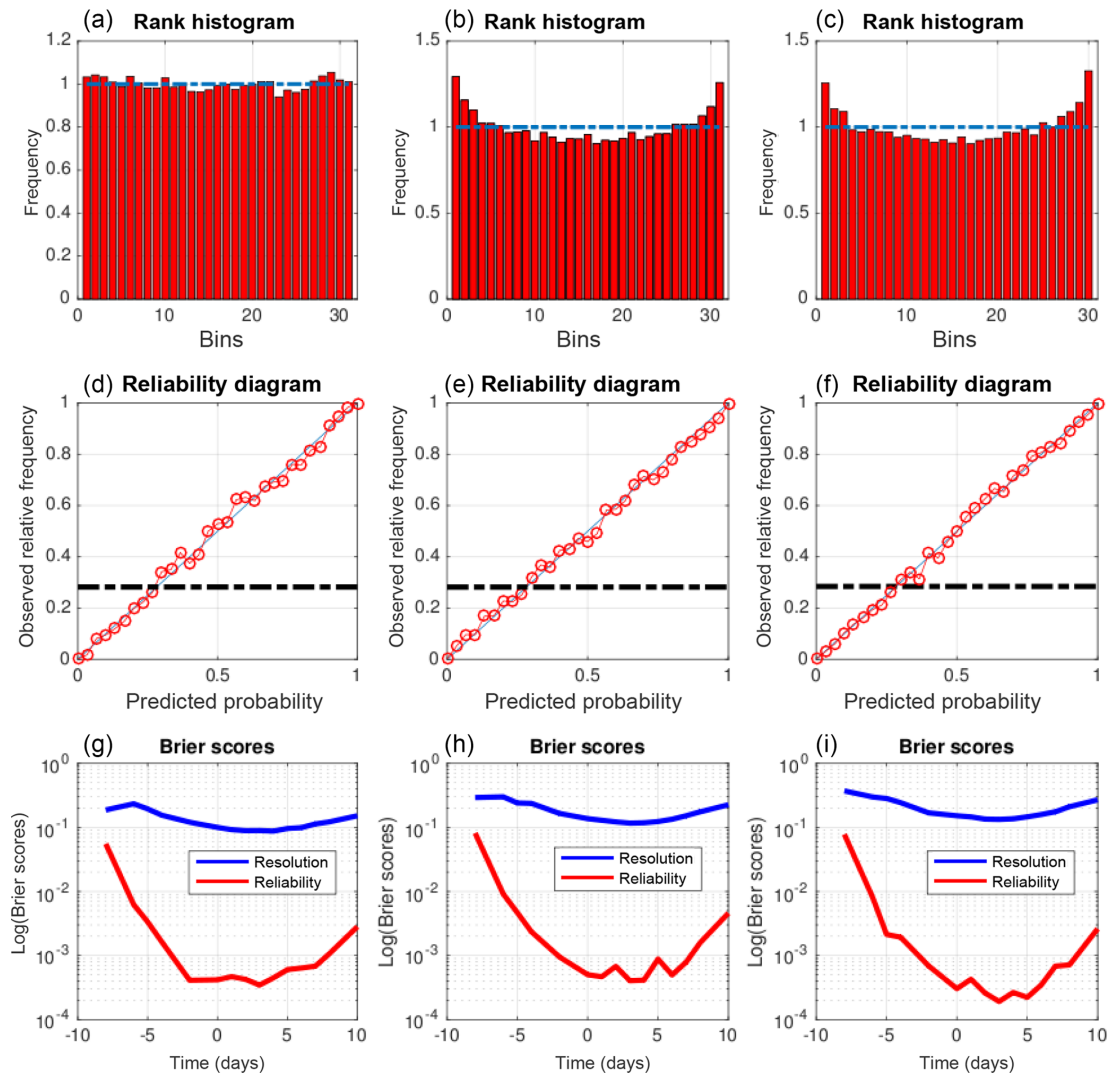 (a) Rank histogram
1.2
1
0.8
0.6
0.4
0.2
0
Frequency
0 10 20 30
Bins
(b) Rank histogram
1.5
1
0.5
0
Frequency
0 10 20 30
Bins
(c) Rank histogram
1.5
1
0.5
0
Frequency
0 10 20 30
Bins
(d) Reliability diagram
1
0.8
0.6
0.4
0.2
0
Observed relative frequency
0 0.5 1
Predicted probability
(e) Reliability diagram
1
0.8
0.6
0.4
0.2
0
Observed relative frequency
0 0.5 1
Predicted probability
(f) Reliability diagram
1
0.8
0.6
0.4
0.2
0
Observed relative frequency
0 0.5 1
Predicted probability
(g) Brier scores
10^0
10^-1
10^-2
10^-3
10^-4
Log(Brier scores)
Resolution
Reliability
-10 -5 0 5 10
Time (days)
(h) Brier scores
10^0
10^-1
10^-2
10^-3
10^-4
Log(Brier scores)
Resolution
Reliability
-10 -5 0 5 10
Time (days)
(i) Brier scores
10^0
10^-1
10^-2
10^-3
10^-4
Log(Brier scores)
Resolution
Reliability
-10 -5 0 5 10
Time (days)